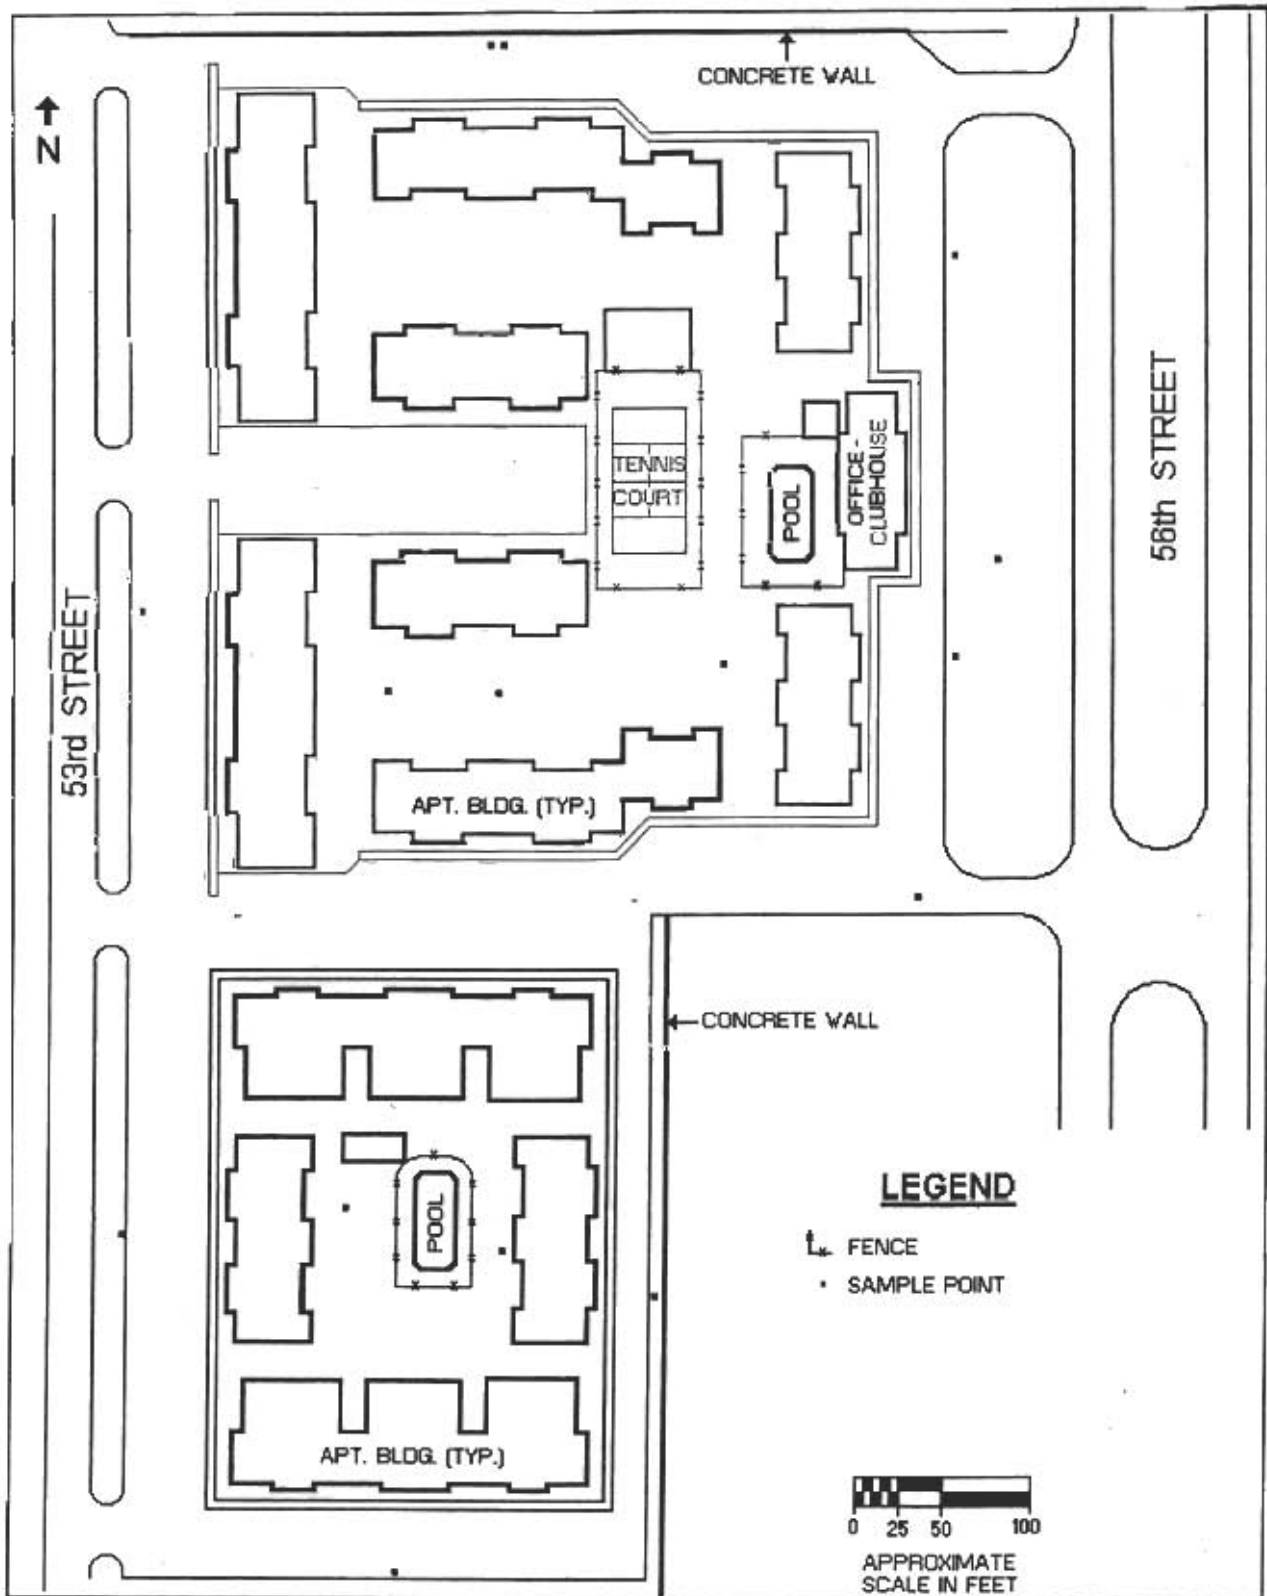 CONCRETE WALL
N
TENNIS
COURT
POOL
OFFICE -
CLUBHOUSE
56th STREET
53rd STREET
APT. BLDG. (TYP.)
CONCRETE WALL
POOL
LEGEND
FENCE
SAMPLE POINT
APT. BLDG. (TYP.)
0 25 50 100
APPROXIMATE
SCALE IN FEET